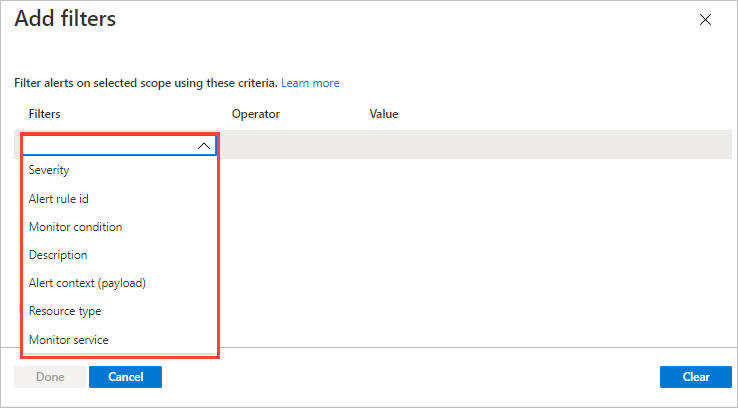 Add filters
Filter alerts on selected scope using these criteria. Learn more
Filters Operator Value
Severity
Alert rule id
Monitor condition
Description
Alert context (payload)
Resource type
Monitor service
Done Cancel Clear